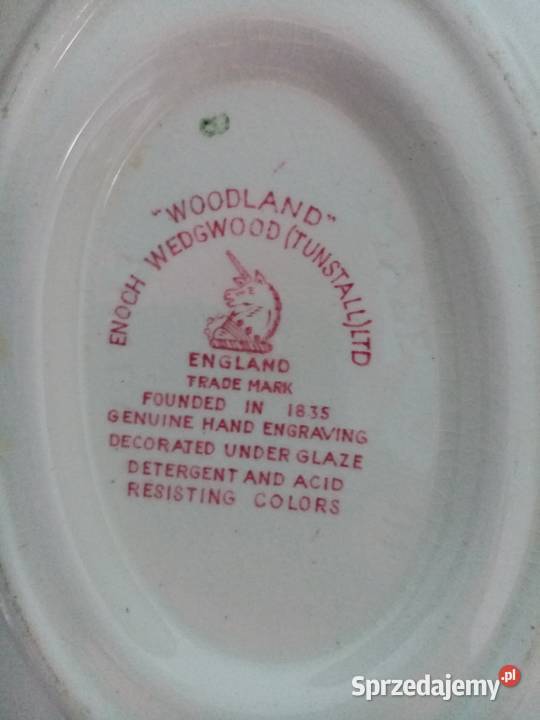 "WOODLAND"
ENOCH WEDGWOOD (TUNSTALL) LTD
ENGLAND
TRADE MARK
FOUNDED IN 1835
GENUINE HAND ENGRAVING
DECORATED UNDER GLAZE
DETERGENT AND ACID
RESISTING COLORS
Sprzedajemy.pl